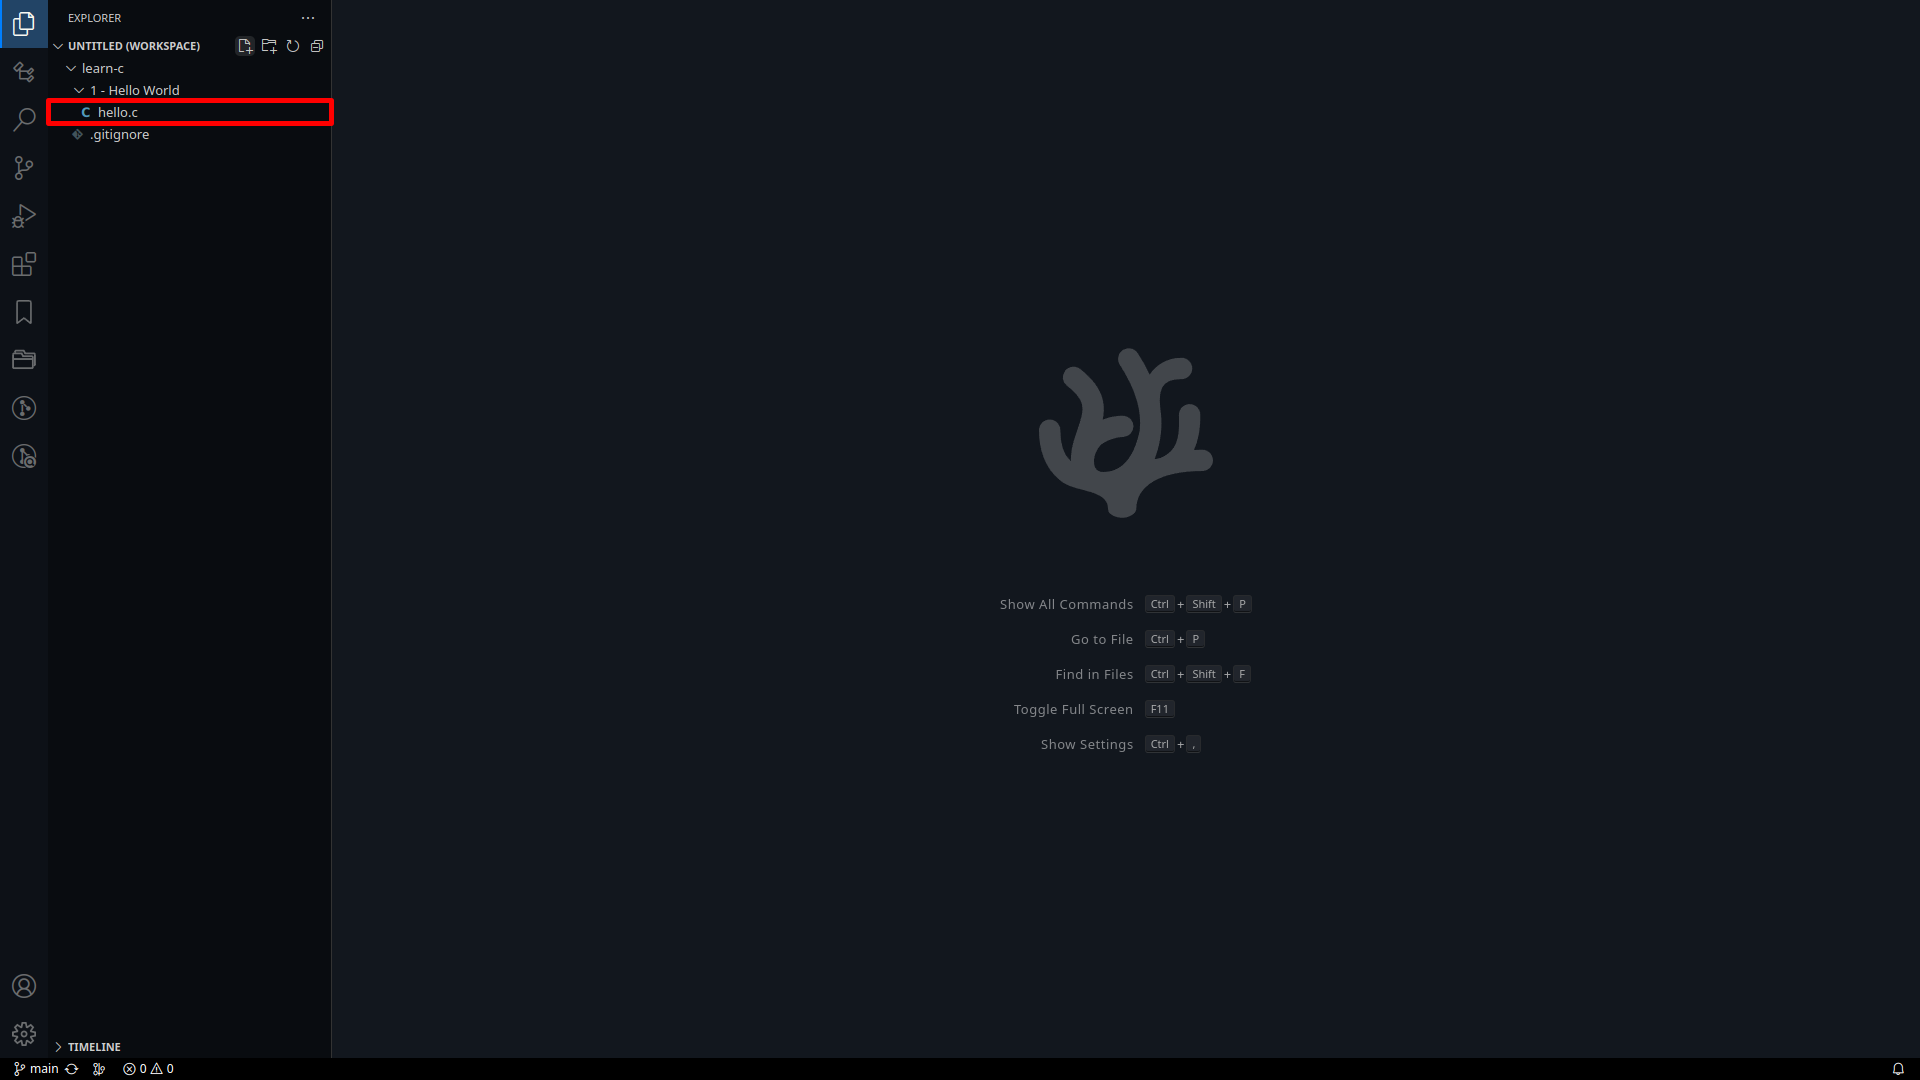 EXPLORER
UNTITLED (WORKSPACE)
learn-c
1 - Hello World
C hello.c
.gitignore
Show All Commands Ctrl + Shift + P
Go to File Ctrl + P
Find in Files Ctrl + Shift + F
Toggle Full Screen F11
Show Settings Ctrl + ,
TIMELINE
main 0 0